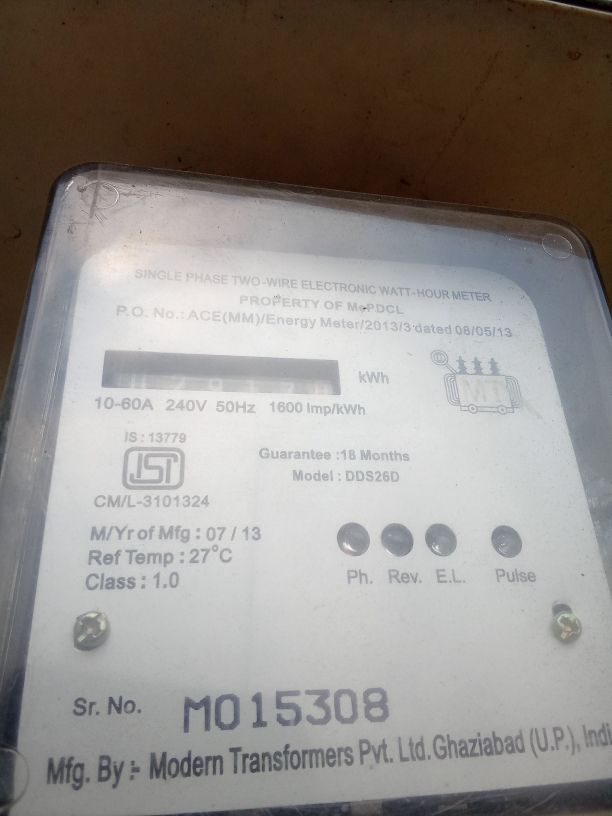 SINGLE PHASE TWO-WIRE ELECTRONIC WATT-HOUR METER
PROPERTY OF MePDCL
P.O. No.: ACE(MM)/Energy Meter/2013/3 dated 08/05/13
kWh
10-60A 240V 50Hz 1600 Imp/kWh
MT
IS : 13779
ISI
CM/L-3101324
Guarantee :18 Months
Model : DDS26D
M/Yr of Mfg : 07 / 13
Ref Temp : 27°C
Class : 1.0
Ph. Rev. E.L. Pulse
Sr. No. M015308
Mfg. By :- Modern Transformers Pvt. Ltd. Ghaziabad (U.P.), Indi